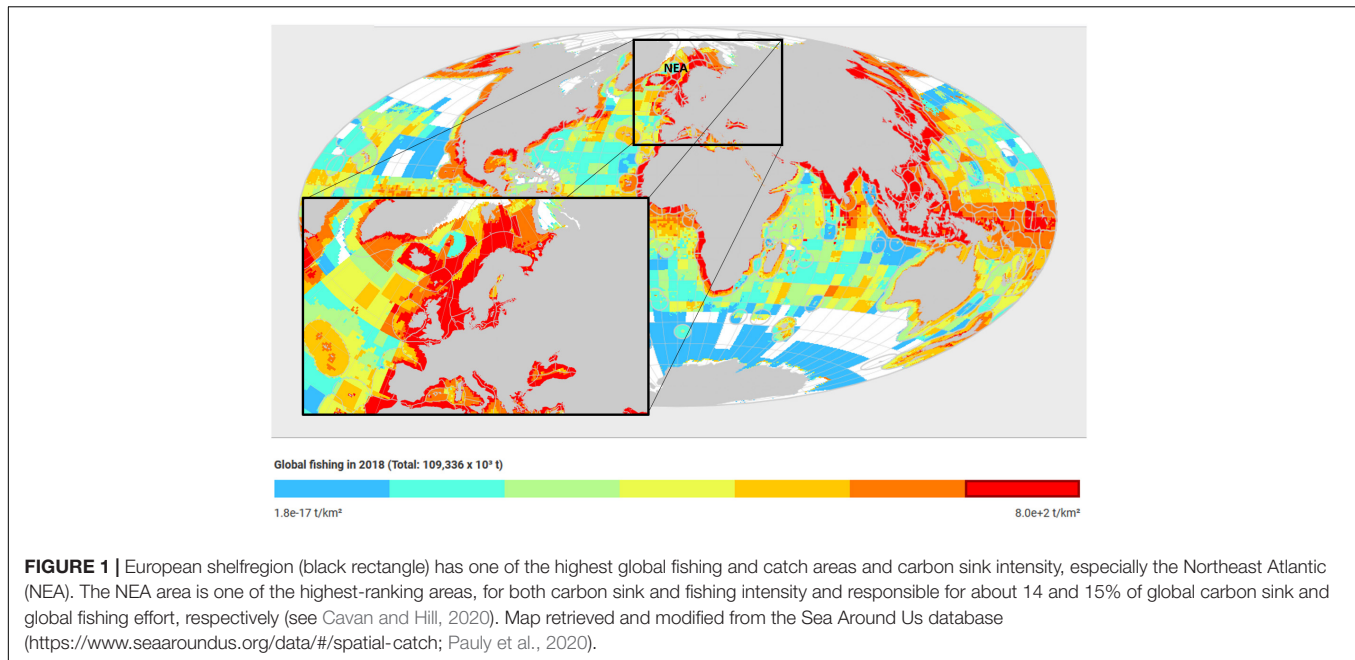 NEA
Global fishing in 2018 (Total: 109,336 x 10³ t)
1.8e-17 t/km²
8.0e+2 t/km²
FIGURE 1 | European shelfregion (black rectangle) has one of the highest global fishing and catch areas and carbon sink intensity, especially the Northeast Atlantic
(NEA). The NEA area is one of the highest-ranking areas, for both carbon sink and fishing intensity and responsible for about 14 and 15% of global carbon sink and
global fishing effort, respectively (see Cavan and Hill, 2020). Map retrieved and modified from the Sea Around Us database
(https://www.seaaroundus.org/data/#/spatial-catch; Pauly et al., 2020).